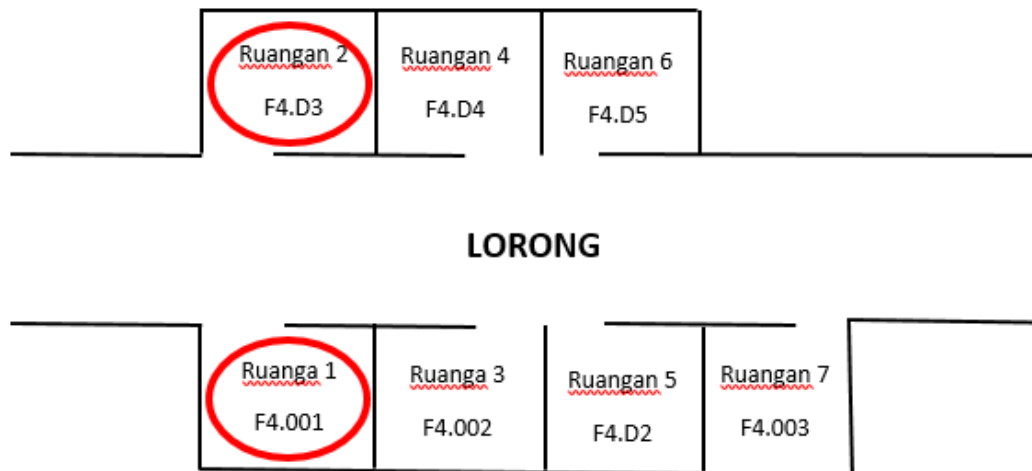 Ruangan 2
F4.D3
Ruangan 4
F4.D4
Ruangan 6
F4.D5
LORONG
Ruanga 1
F4.001
Ruanga 3
F4.002
Ruangan 5
F4.D2
Ruangan 7
F4.003